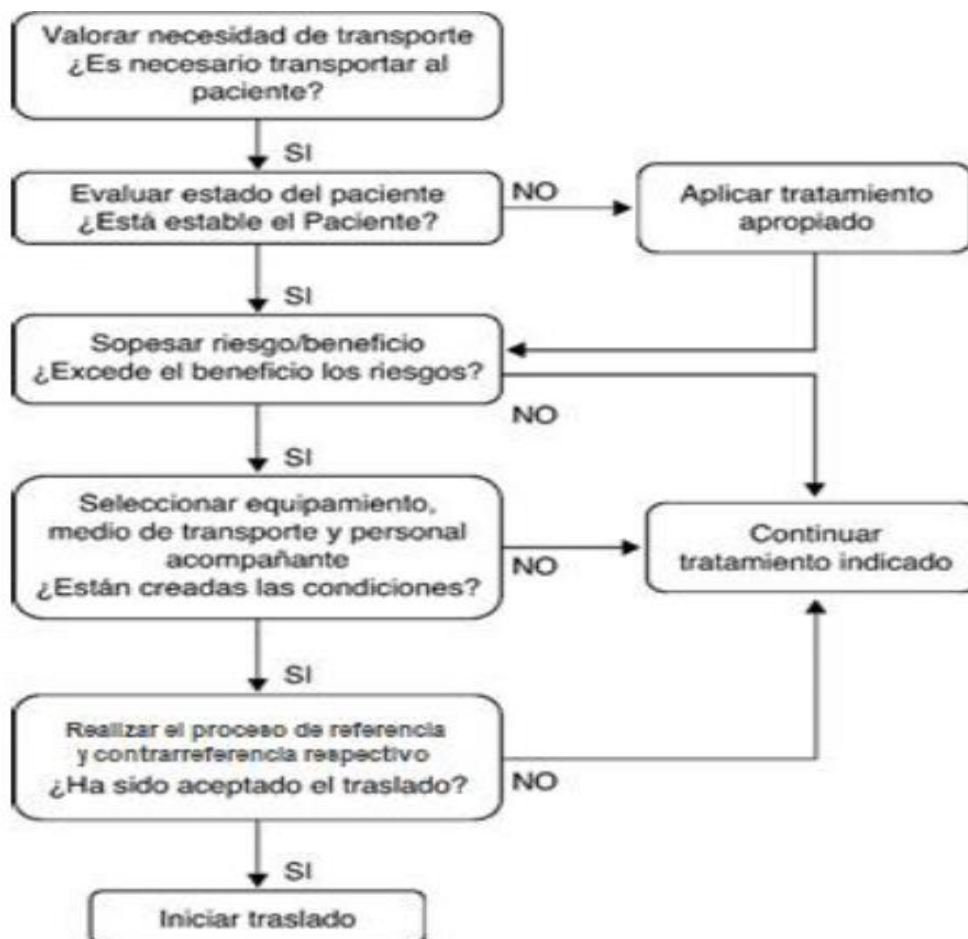 Valorar necesidad de transporte
¿Es necesario transportar al
paciente?
SI
Evaluar estado del paciente
¿Está estable el Paciente?
NO
Aplicar tratamiento
apropiado
SI
Sopesar riesgo/beneficio
¿Excede el beneficio los riesgos?
NO
SI
Seleccionar equipamiento,
medio de transporte y personal
acompañante
¿Están creadas las condiciones?
NO
Continuar
tratamiento indicado
SI
Realizar el proceso de referencia
y contrarreferencia respectivo
¿Ha sido aceptado el traslado?
NO
SI
Iniciar traslado